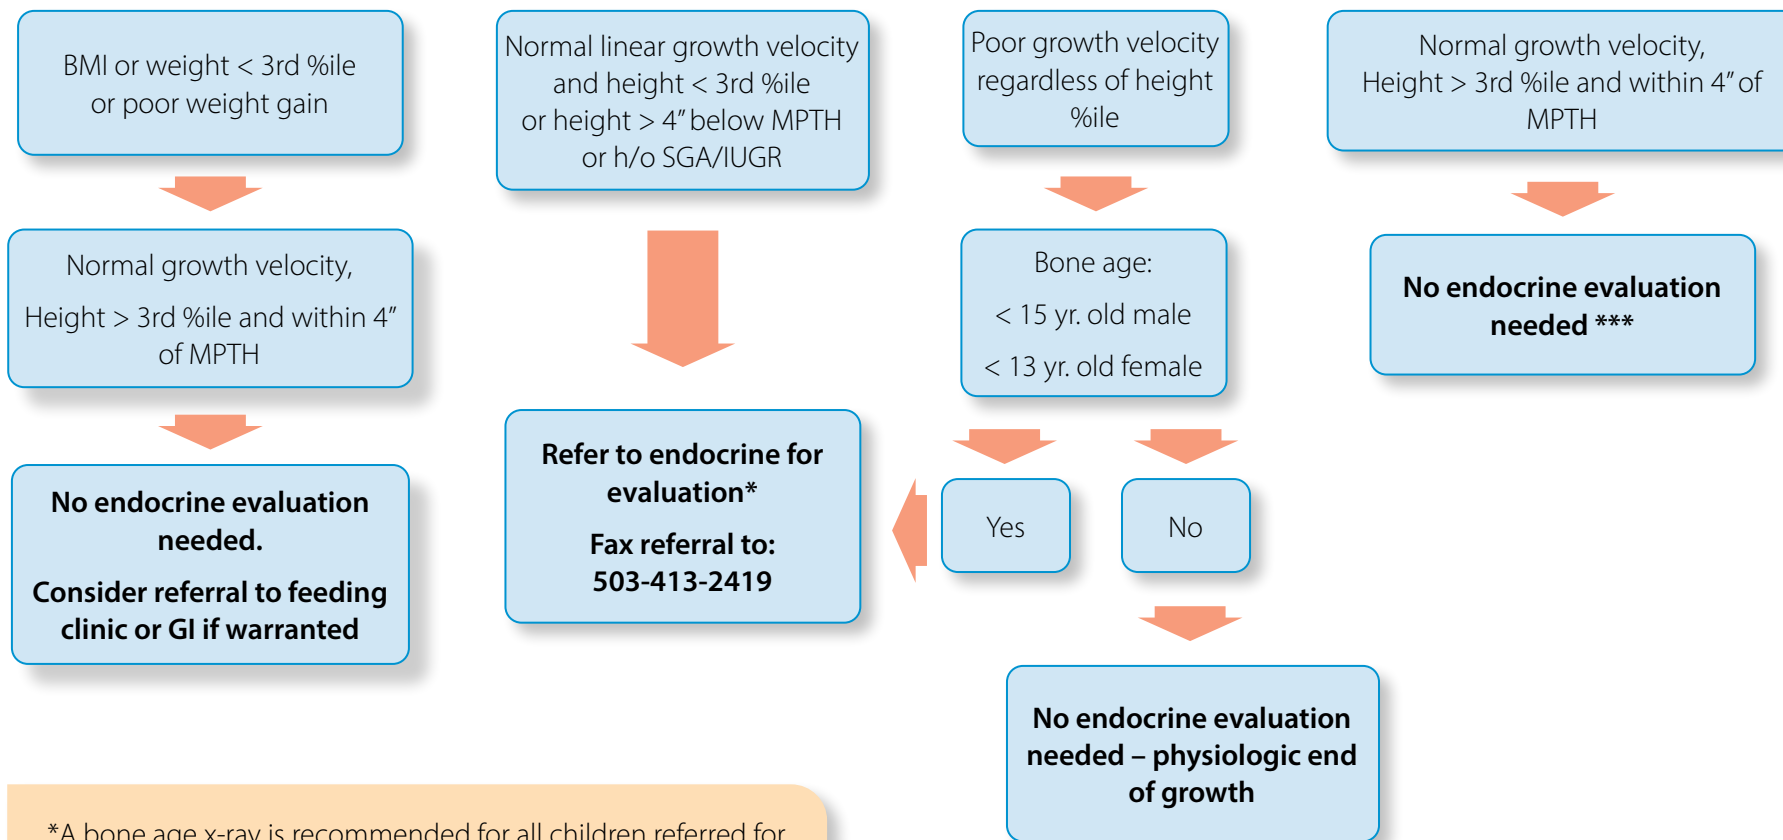 BMI or weight < 3rd %ile
or poor weight gain
Normal growth velocity,
Height > 3rd %ile and within 4”
of MPTH
No endocrine evaluation
needed.
Consider referral to feeding
clinic or GI if warranted
Normal linear growth velocity
and height < 3rd %ile
or height > 4” below MPTH
or h/o SGA/IUGR
Refer to endocrine for
evaluation*
Fax referral to:
503-413-2419
Poor growth velocity
regardless of height
%ile
Bone age:
< 15 yr. old male
< 13 yr. old female
Yes
No
No endocrine evaluation
needed – physiologic end
of growth
Normal growth velocity,
Height > 3rd %ile and within 4” of
MPTH
No endocrine evaluation
needed ***
*A bone age x-ray is recommended for all children referred for